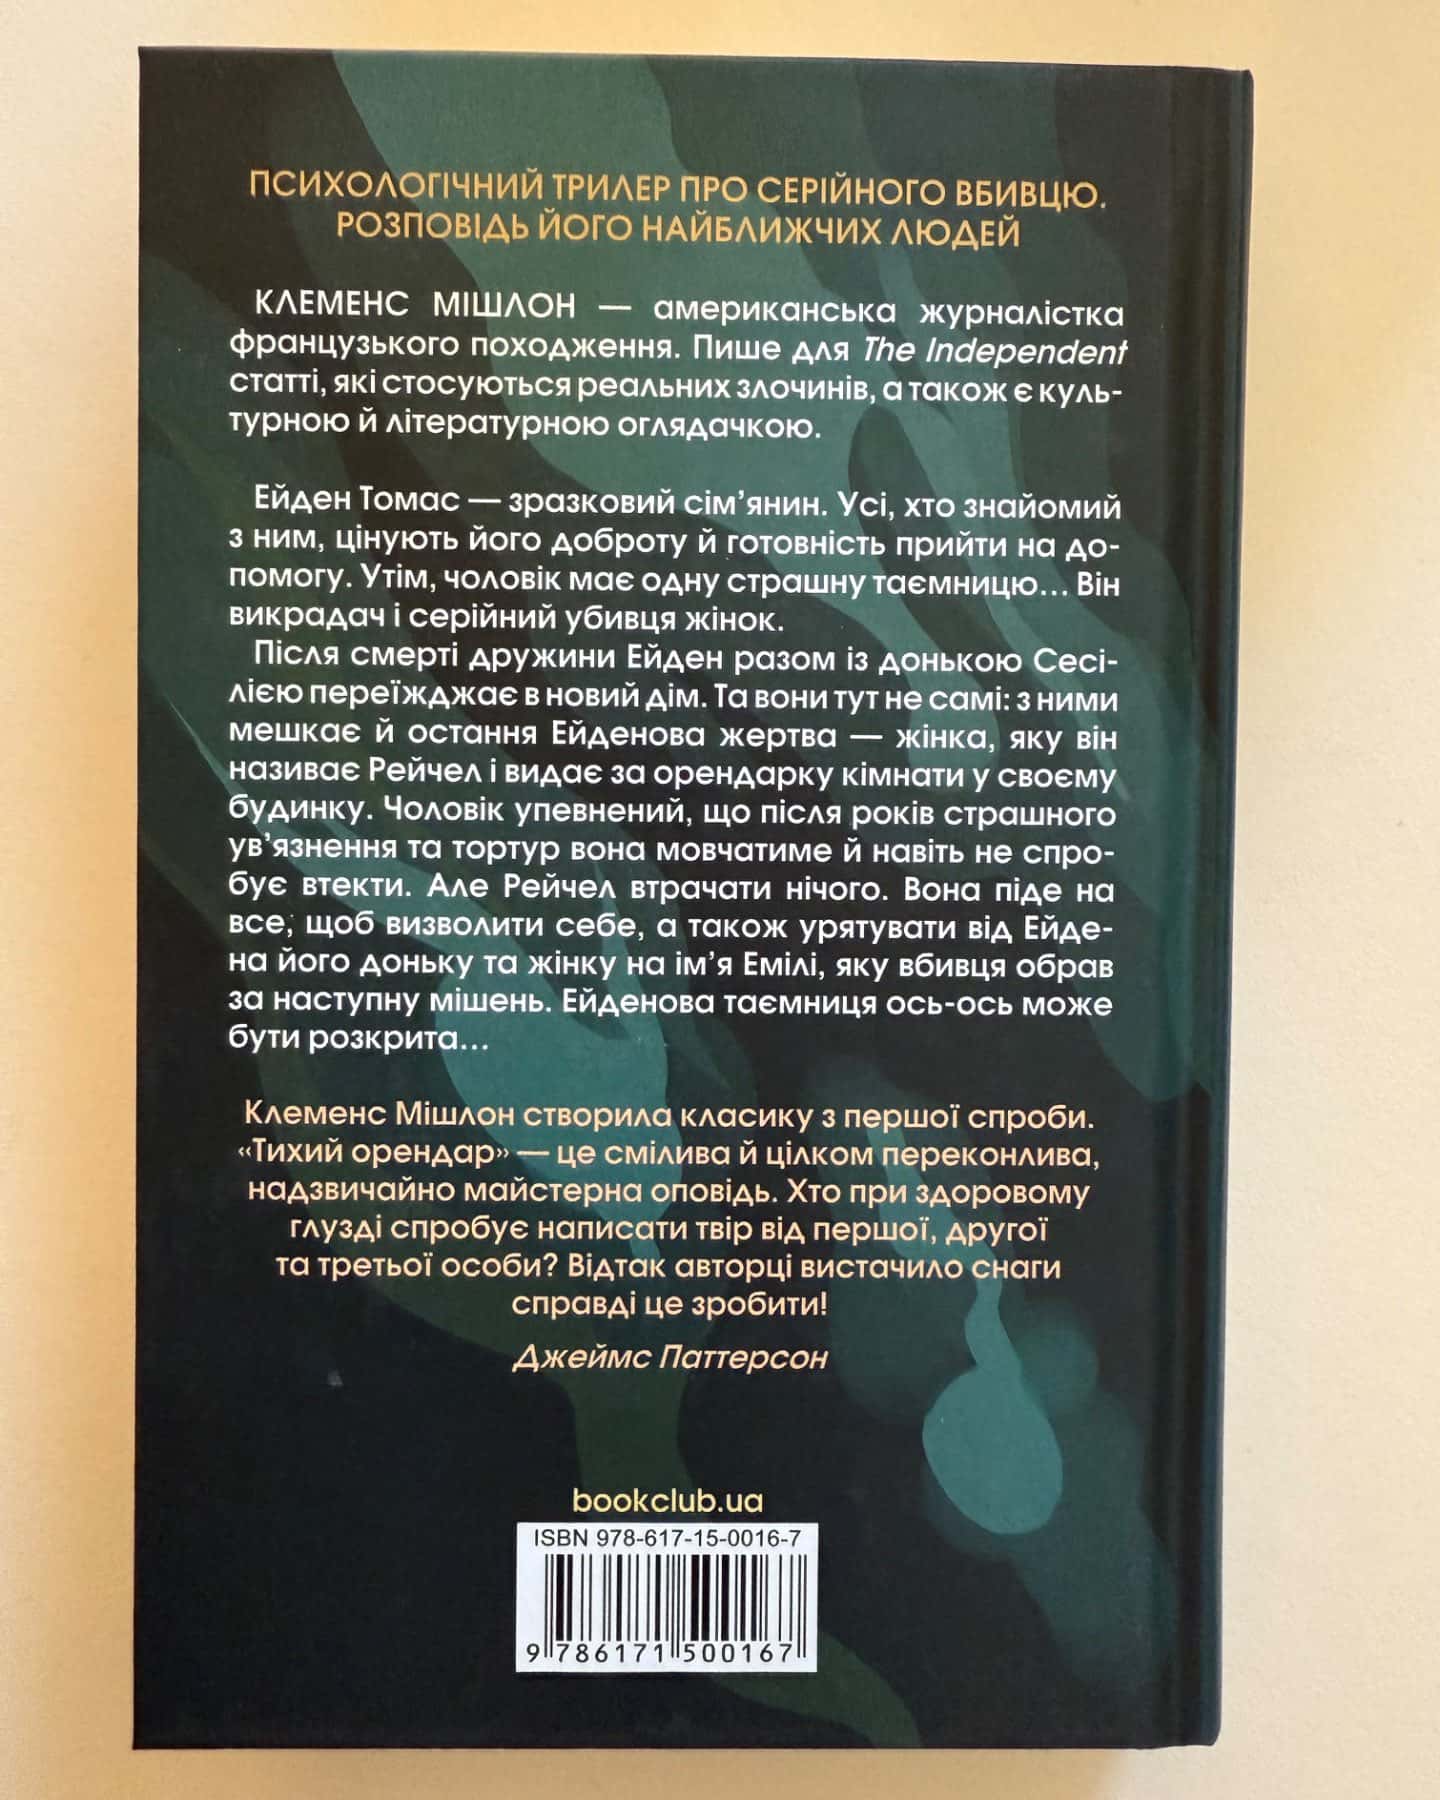 ПСИХОЛОГІЧНИЙ ТРИЛЕР ПРО СЕРІЙНОГО ВБИВЦЮ.
РОЗПОВІДЬ ЙОГО НАЙБЛИЖЧИХ ЛЮДЕЙ
КЛЕМЕНС МІШЛОН — американська журналістка
французького походження. Пише для The Independent
статті, які стосуються реальних злочинів, а також є куль-
турною й літературною оглядачкою.
Ейден Томас — зразковий сім’янин. Усі, хто знайомий
з ним, цінують його доброту й готовність прийти на до-
помогу. Утім, чоловік має одну страшну таємницю... Він
викрадач і серійний убивця жінок.
Після смерті дружини Ейден разом із донькою Сесі-
лією переїжджає в новий дім. Та вони тут не самі: з ними
мешкає й остання Ейденова жертва — жінка, яку він
називає Рейчел і видає за орендарку кімнати у своєму
будинку. Чоловік упевнений, що після років страшного
ув’язнення та тортур вона мовчатиме й навіть не спро-
бує втекти. Але Рейчел втрачати нічого. Вона піде на
все, щоб визволити себе, а також урятувати від Ейде-
на його доньку та жінку на ім’я Емілі, яку вбивця обрав
за наступну мішень. Ейденова таємниця ось-ось може
бути розкрита...
Клеменс Мішлон створила класику з першої спроби.
«Тихий орендар» — це смілива й цілком переконлива,
надзвичайно майстерна оповідь. Хто при здоровому
глузді спробує написати твір від першої, другої
та третьої особи? Відтак авторці вистачило снаги
справді це зробити!
Джеймс Паттерсон
bookclub.ua
ISBN 978-617-15-0016-7
9 786171 500167